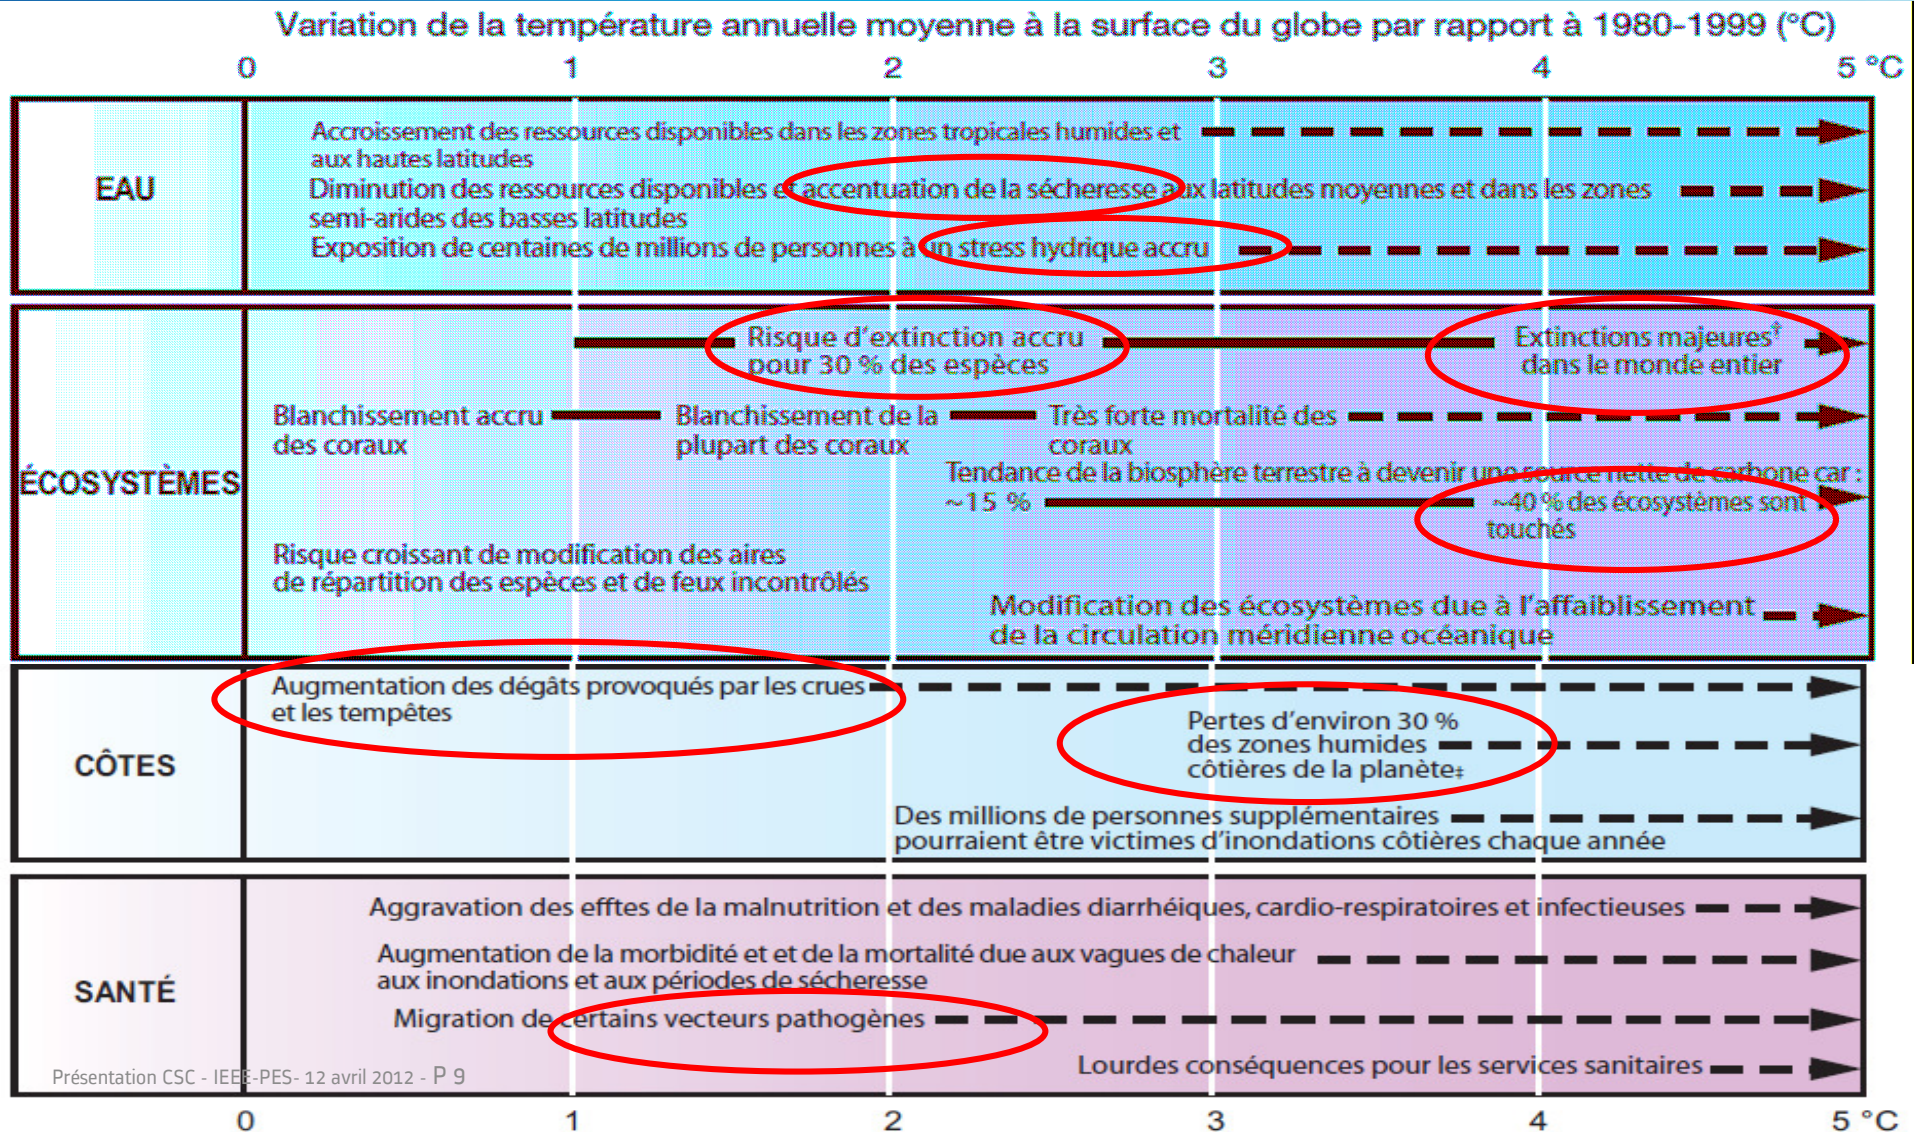 Variation de la température annuelle moyenne à la surface du globe par rapport à 1980-1999 (°C)
0 1 2 3 4 5 °C
EAU
Accroissement des ressources disponibles dans les zones tropicales humides et
aux hautes latitudes
Diminution des ressources disponibles et accentuation de la sécheresse aux latitudes moyennes et dans les zones
semi-arides des basses latitudes
Exposition de centaines de millions de personnes à un stress hydrique accru
ÉCOSYSTÈMES
Risque d'extinction accru
pour 30 % des espèces
Extinctions majeures†
dans le monde entier
Blanchissement accru
des coraux
Blanchissement de la
plupart des coraux
Très forte mortalité des
coraux
Tendance de la biosphère terrestre à devenir une source nette de carbone car :
~15 %
~40 % des écosystèmes sont
touchés
Risque croissant de modification des aires
de répartition des espèces et de feux incontrôlés
Modification des écosystèmes due à l'affaiblissement
de la circulation méridienne océanique
CÔTES
Augmentation des dégâts provoqués par les crues
et les tempêtes
Pertes d'environ 30 %
des zones humides
côtières de la planète‡
Des millions de personnes supplémentaires
pourraient être victimes d'inondations côtières chaque année
SANTÉ
Aggravation des efftes de la malnutrition et des maladies diarrhéiques, cardio-respiratoires et infectieuses
Augmentation de la morbidité et et de la mortalité due aux vagues de chaleur
aux inondations et aux périodes de sécheresse
Migration de certains vecteurs pathogènes
Lourdes conséquences pour les services sanitaires
Présentation CSC - IEEE-PES- 12 avril 2012 - P 9
0 1 2 3 4 5 °C